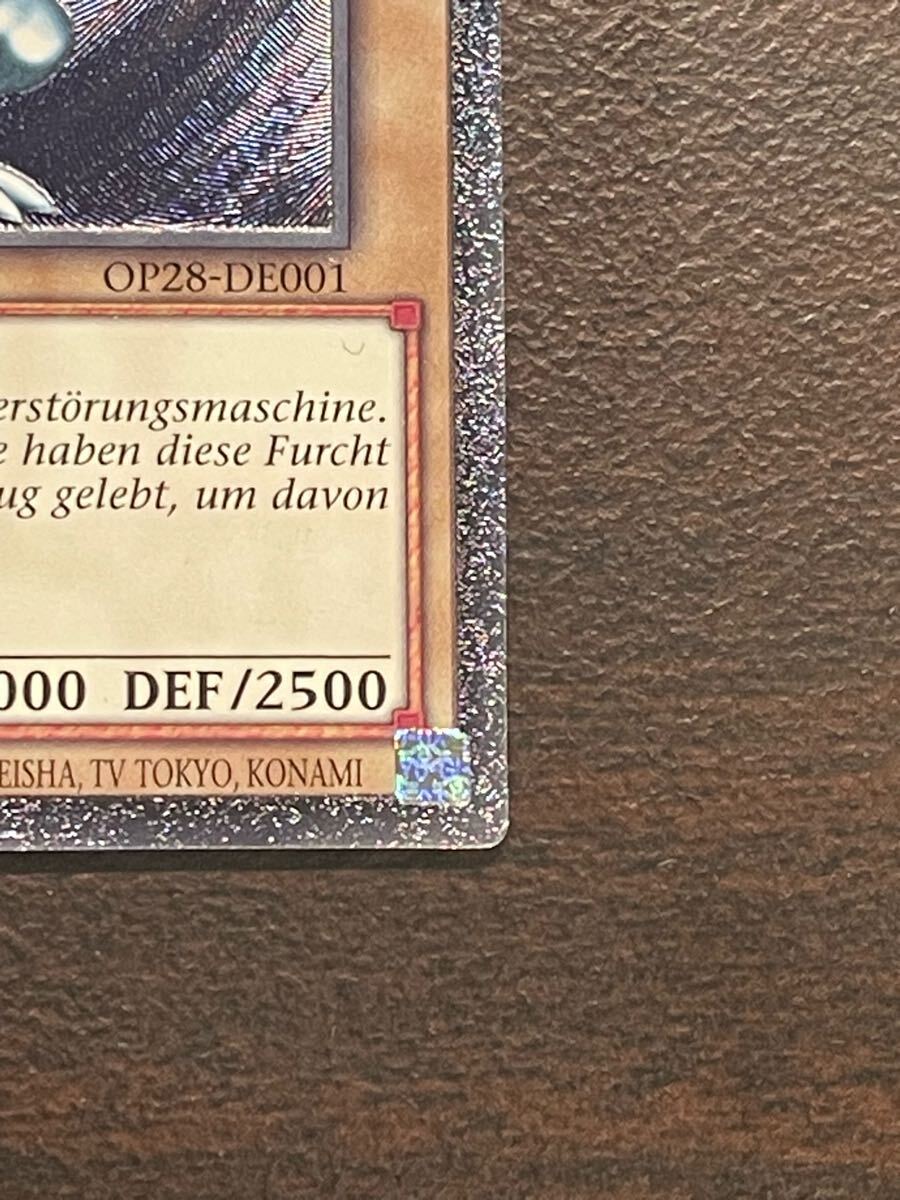 OP28-DE001
erstörungsmaschine.
e haben diese Furcht
ug gelebt, um davon
000 DEF/2500
EISHA, TV TOKYO, KONAMI